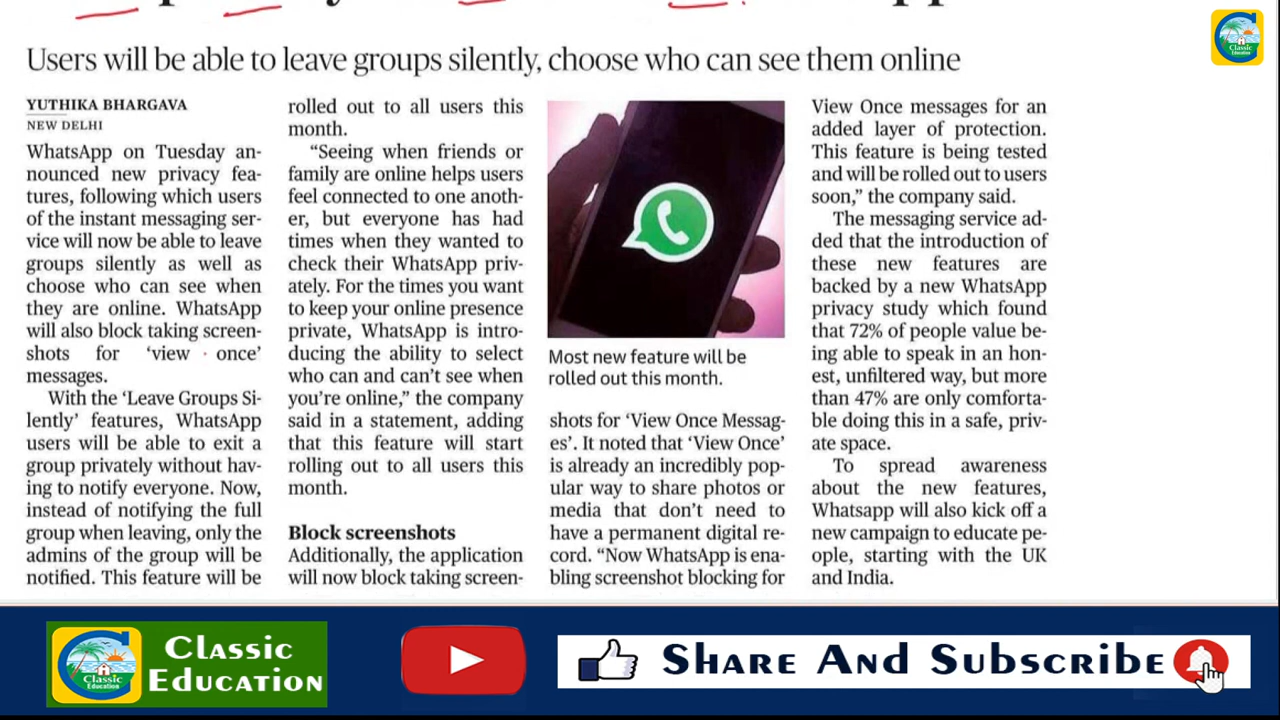 Users will be able to leave groups silently, choose who can see them online
YUTHIKA BHARGAVA
NEW DELHI
WhatsApp on Tuesday an-
nounced new privacy fea-
tures, following which users
of the instant messaging ser-
vice will now be able to leave
groups silently as well as
choose who can see when
they are online. WhatsApp
will also block taking screen-
shots for ‘view once’
messages.
With the ‘Leave Groups Si-
lently’ features, WhatsApp
users will be able to exit a
group privately without hav-
ing to notify everyone. Now,
instead of notifying the full
group when leaving, only the
admins of the group will be
notified. This feature will be
rolled out to all users this
month.
“Seeing when friends or
family are online helps users
feel connected to one anoth-
er, but everyone has had
times when they wanted to
check their WhatsApp priv-
ately. For the times you want
to keep your online presence
private, WhatsApp is intro-
ducing the ability to select
who can and can’t see when
you’re online,” the company
said in a statement, adding
that this feature will start
rolling out to all users this
month.
Block screenshots
Additionally, the application
will now block taking screen-
Most new feature will be
rolled out this month.
shots for ‘View Once Messag-
es’. It noted that ‘View Once’
is already an incredibly pop-
ular way to share photos or
media that don’t need to
have a permanent digital re-
cord. “Now WhatsApp is ena-
bling screenshot blocking for
View Once messages for an
added layer of protection.
This feature is being tested
and will be rolled out to users
soon,” the company said.
The messaging service ad-
ded that the introduction of
these new features are
backed by a new WhatsApp
privacy study which found
that 72% of people value be-
ing able to speak in an hon-
est, unfiltered way, but more
than 47% are only comforta-
ble doing this in a safe, priv-
ate space.
To spread awareness
about the new features,
Whatsapp will also kick off a
new campaign to educate pe-
ople, starting with the UK
and India.
Classic
Education
Classic
Education
Classic
Education
Share And Subscribe